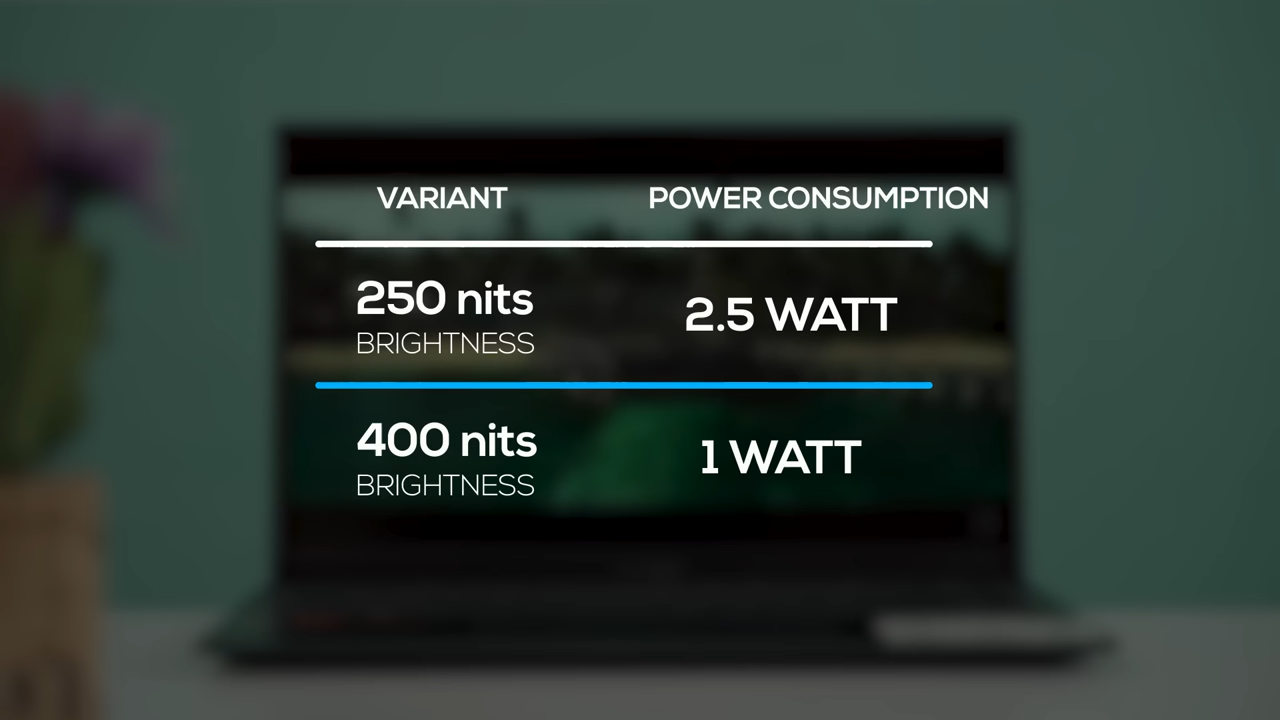 VARIANT POWER CONSUMPTION
250 nits
BRIGHTNESS
2.5 WATT
400 nits
BRIGHTNESS
1 WATT